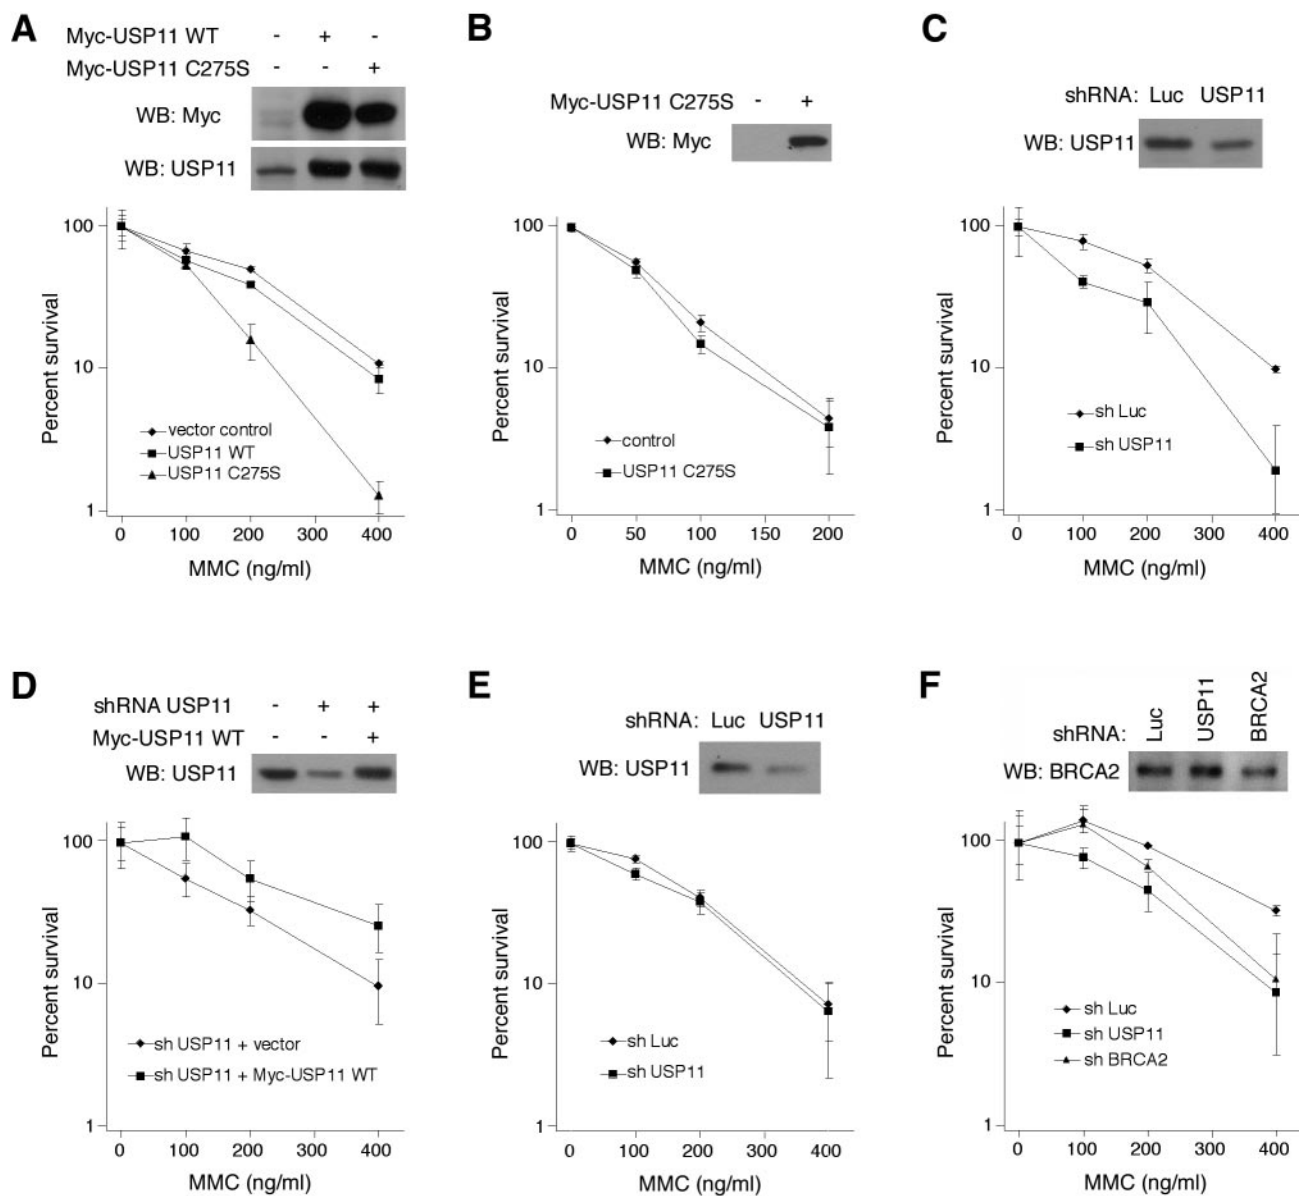 A
Myc-USP11 WT - + -
Myc-USP11 C275S - - +
WB: Myc
WB: USP11
Percent survival
100
10
1
vector control
USP11 WT
USP11 C275S
0 100 200 300 400
MMC (ng/ml)
B
Myc-USP11 C275S - +
WB: Myc
Percent survival
100
10
1
control
USP11 C275S
0 50 100 150 200
MMC (ng/ml)
C
shRNA: Luc USP11
WB: USP11
Percent survival
100
10
1
sh Luc
sh USP11
0 100 200 300 400
MMC (ng/ml)
D
shRNA USP11 - + +
Myc-USP11 WT - - +
WB: USP11
Percent survival
100
10
1
sh USP11 + vector
sh USP11 + Myc-USP11 WT
0 100 200 300 400
MMC (ng/ml)
E
shRNA: Luc USP11
WB: USP11
Percent survival
100
10
1
sh Luc
sh USP11
0 100 200 300 400
MMC (ng/ml)
F
shRNA: Luc USP11 BRCA2
WB: BRCA2
Percent survival
100
10
1
sh Luc
sh USP11
sh BRCA2
0 100 200 300 400
MMC (ng/ml)